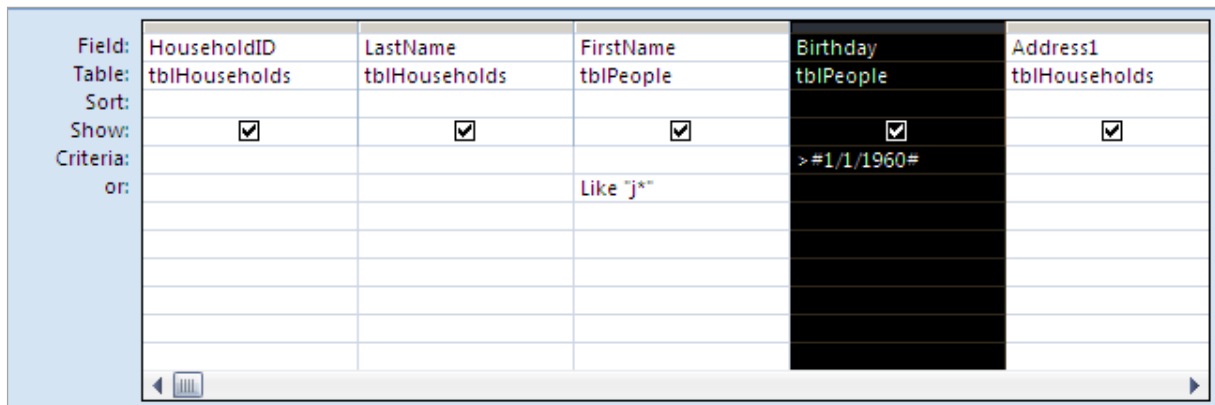 Field: HouseholdID LastName FirstName Birthday Address1
Table: tblHouseholds tblHouseholds tblPeople tblPeople tblHouseholds
Sort:
Show:
Criteria: >#1/1/1960#
or: Like "j*"